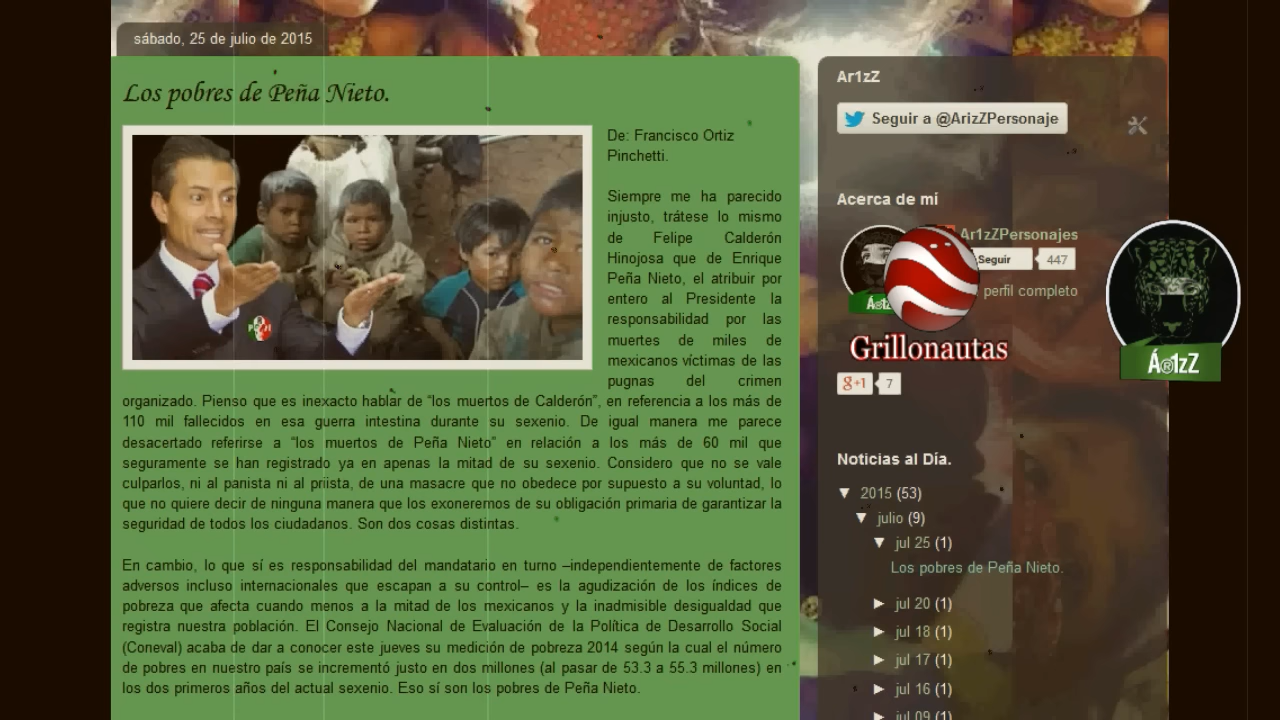 sábado, 25 de julio de 2015
Los pobres de Peña Nieto.
De: Francisco Ortiz
Pinchetti.
Siempre me ha parecido
injusto, trátese lo mismo
de Felipe Calderón
Hinojosa que de Enrique
Peña Nieto, el atribuir por
entero al Presidente la
responsabilidad por las
muertes de miles de
mexicanos víctimas de las
pugnas del crimen
organizado. Pienso que es inexacto hablar de “los muertos de Calderón”, en referencia a los más de
110 mil fallecidos en esa guerra intestina durante su sexenio. De igual manera me parece
desacertado referirse a “los muertos de Peña Nieto” en relación a los más de 60 mil que
seguramente se han registrado ya en apenas la mitad de su sexenio. Considero que no se vale
culparlos, ni al panista ni al priista, de una masacre que no obedece por supuesto a su voluntad, lo
que no quiere decir de ninguna manera que los exoneremos de su obligación primaria de garantizar la
seguridad de todos los ciudadanos. Son dos cosas distintas.
En cambio, lo que sí es responsabilidad del mandatario en turno –independientemente de factores
adversos incluso internacionales que escapan a su control– es la agudización de los índices de
pobreza que afecta cuando menos a la mitad de los mexicanos y la inadmisible desigualdad que
registra nuestra población. El Consejo Nacional de Evaluación de la Política de Desarrollo Social
(Coneval) acaba de dar a conocer este jueves su medición de pobreza 2014 según la cual el número
de pobres en nuestro país se incrementó justo en dos millones (al pasar de 53.3 a 55.3 millones) en
los dos primeros años del actual sexenio. Eso sí son los pobres de Peña Nieto.
Ar1zZ
Seguir a @ArizZPersonaje
Acerca de mi
Ar1zZPersonajes
Seguir 447
perfil completo
Grillonautas
Á®1zZ
g+1 7
Noticias al Día.
▼ 2015 (53)
▼ julio (9)
▼ jul 25 (1)
Los pobres de Peña Nieto.
► jul 20 (1)
► jul 18 (1)
► jul 17 (1)
► jul 16 (1)
jul 09 (1)